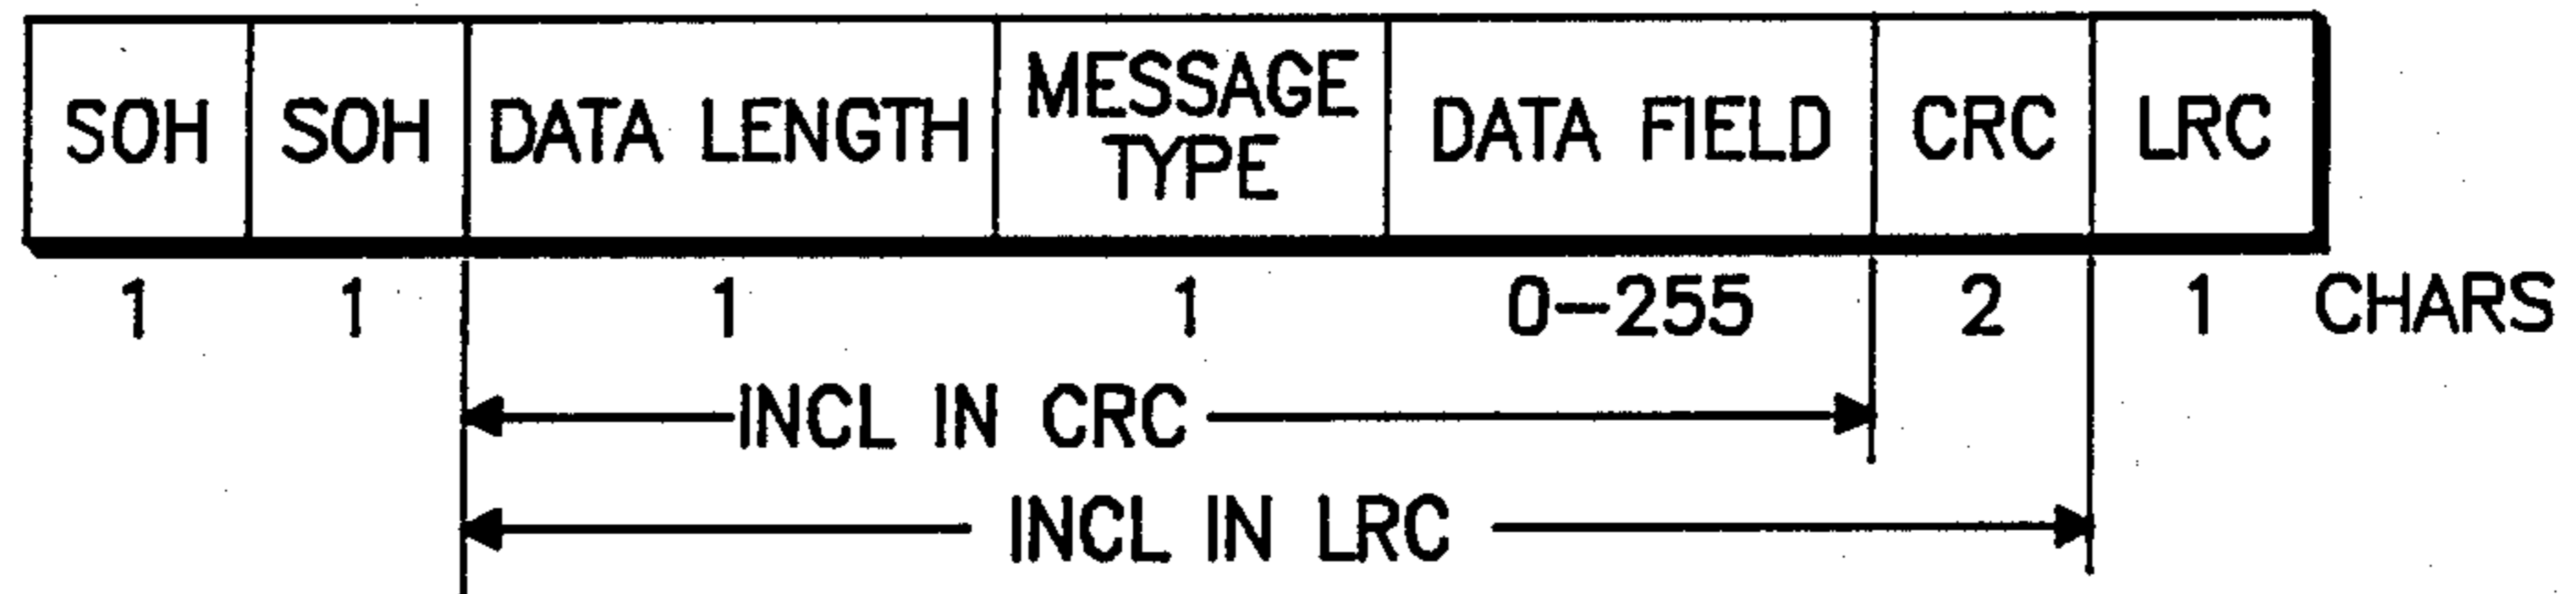 SOH SOH DATA LENGTH MESSAGE TYPE DATA FIELD CRC LRC
1 1 1 1 0-255 2 1 CHARS
INCL IN CRC
INCL IN LRC